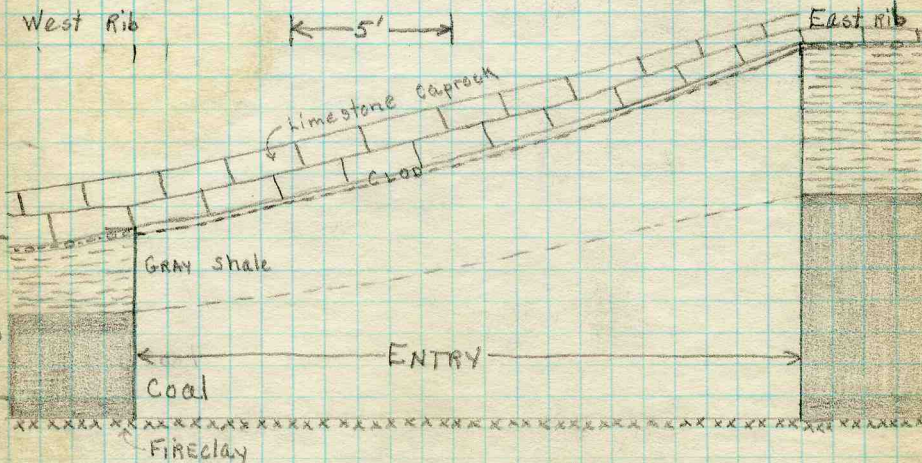 West Rib
5'
East Rib
Limestone Caprock
CLOD
GRAY Shale
ENTRY
Coal
FIREclay